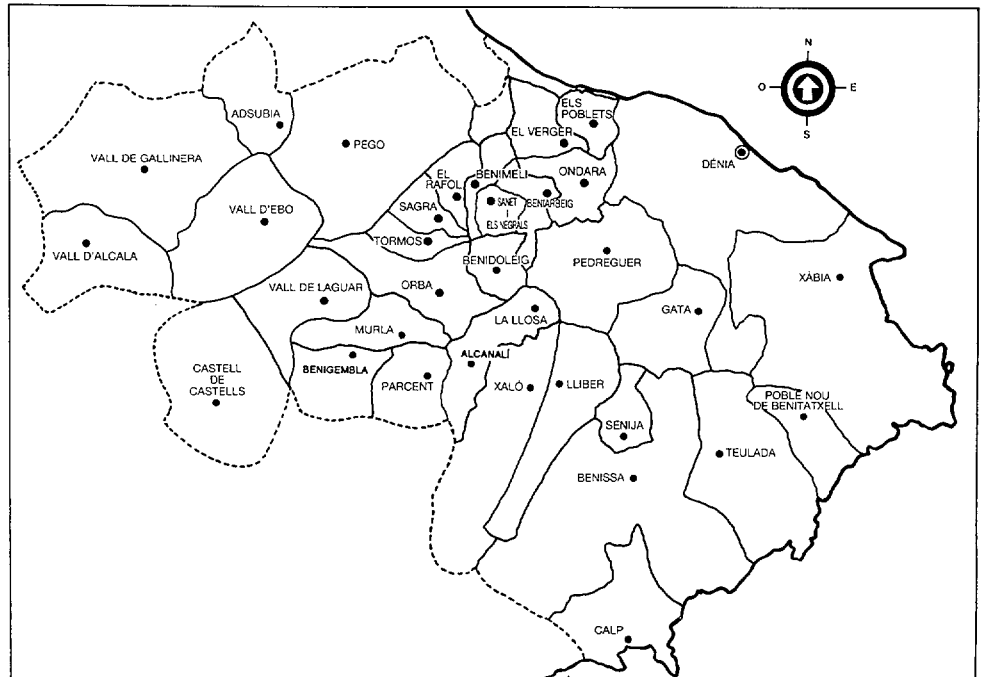 N
O
E
S
ADSUBIA
ELS
POBLETS
EL VERGER
PEGO
DÉNIA
VALL DE GALLINERA
EL
RAFOL
BENIMELI
ONDARA
SANET
I
ELS NEGRALS
BENIARBEIG
SAGRA
VALL D'EBO
TORMOS
VALL D'ALCALA
BENIDOLEIG
PEDREGUER
XÀBIA
VALL DE LAGUAR
ORBA
LA LLOSA
GATA
MURLA
CASTELL
DE
CASTELLS
BENIGEMBLA
PARCENT
ALCANALÍ
XALÓ
LLIBER
POBLE NOU
DE BENITATXELL
SENIJA
TEULADA
BENISSA
CALP